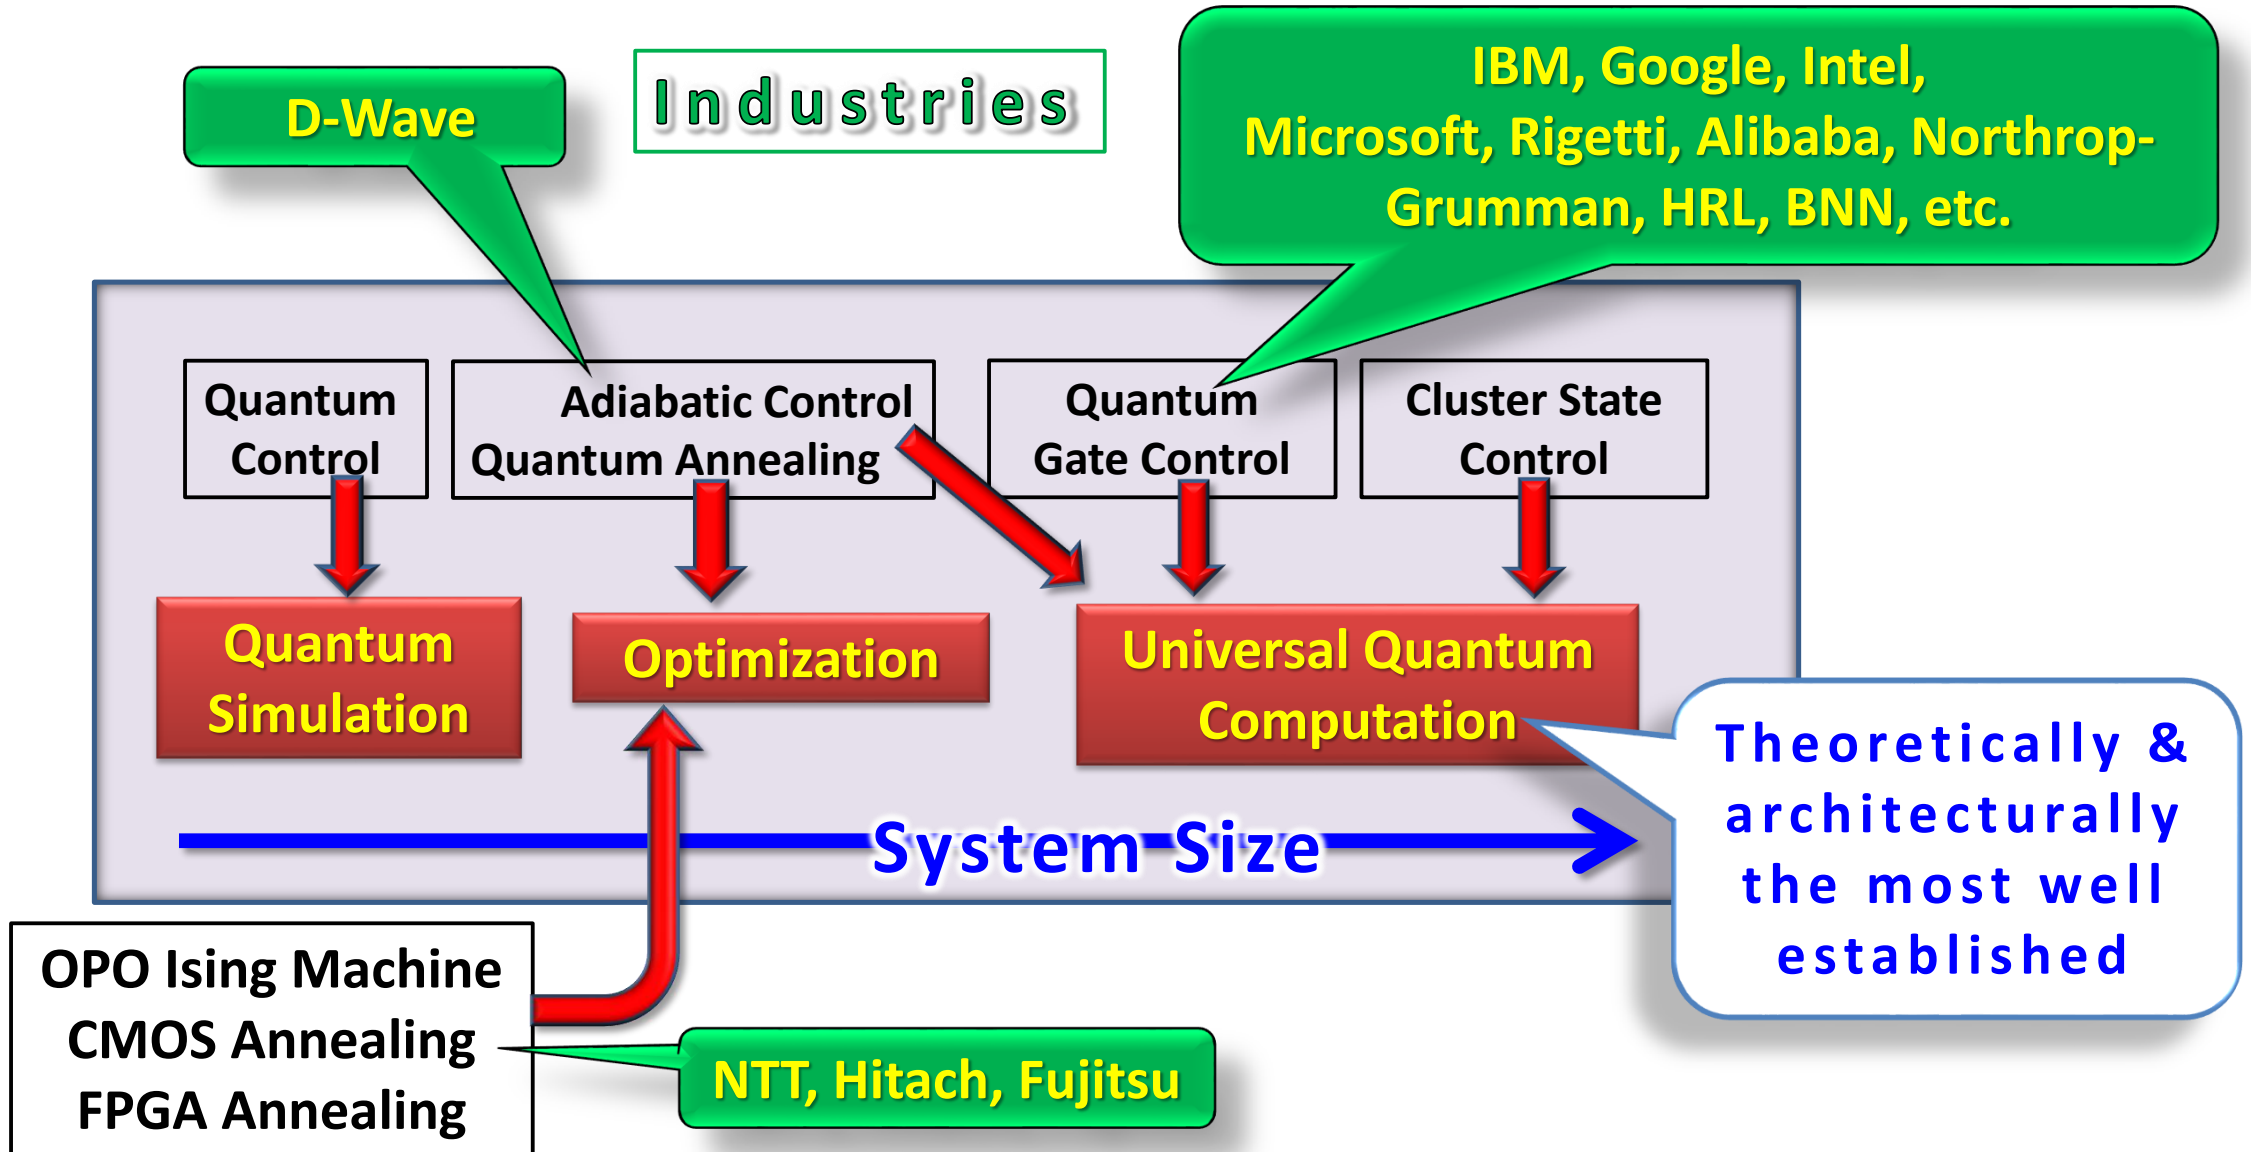 Industries
D-Wave
IBM, Google, Intel,
Microsoft, Rigetti, Alibaba, Northrop-
Grumman, HRL, BNN, etc.
Quantum
Control
Adiabatic Control
Quantum Annealing
Quantum
Gate Control
Cluster State
Control
Quantum
Simulation
Optimization
Universal Quantum
Computation
Theoretically &
architecturally
the most well
established
System Size
OPO Ising Machine
CMOS Annealing
FPGA Annealing
NTT, Hitach, Fujitsu